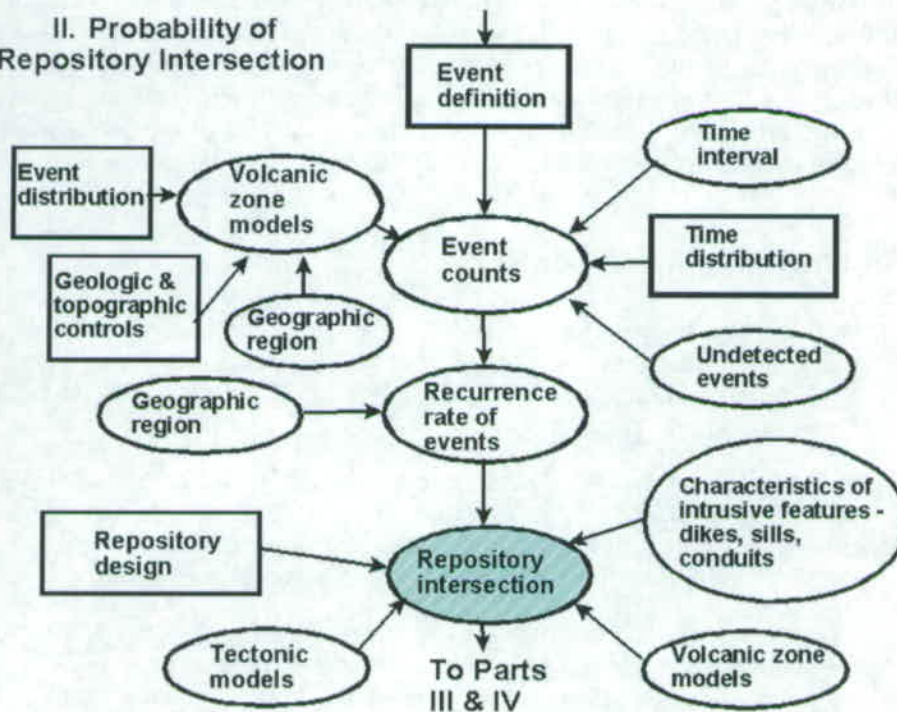 II. Probability of
Repository Intersection
Event
definition
Time
interval
Event
distribution
Volcanic
zone
models
Event
counts
Time
distribution
Geologic &
topographic
controls
Geographic
region
Undetected
events
Geographic
region
Recurrence
rate of
events
Characteristics of
intrusive features -
dikes, sills,
conduits
Repository
design
Repository
intersection
Tectonic
models
To Parts
III & IV
Volcanic zone
models